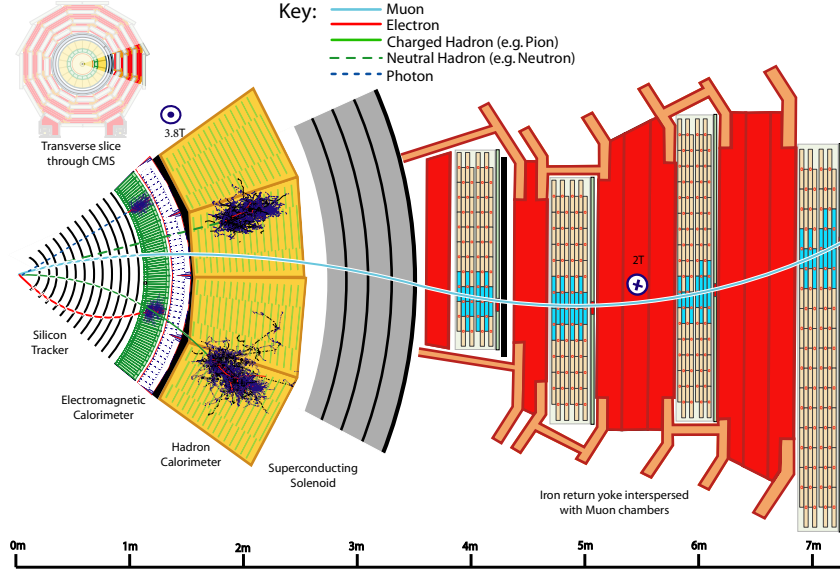 Key:
Muon
Electron
Charged Hadron (e.g. Pion)
Neutral Hadron (e.g. Neutron)
Photon
Transverse slice
through CMS
3.8T
2T
Silicon
Tracker
Electromagnetic
Calorimeter
Hadron
Calorimeter
Superconducting
Solenoid
Iron return yoke interspersed
with Muon chambers
0m
1m
2m
3m
4m
5m
6m
7m